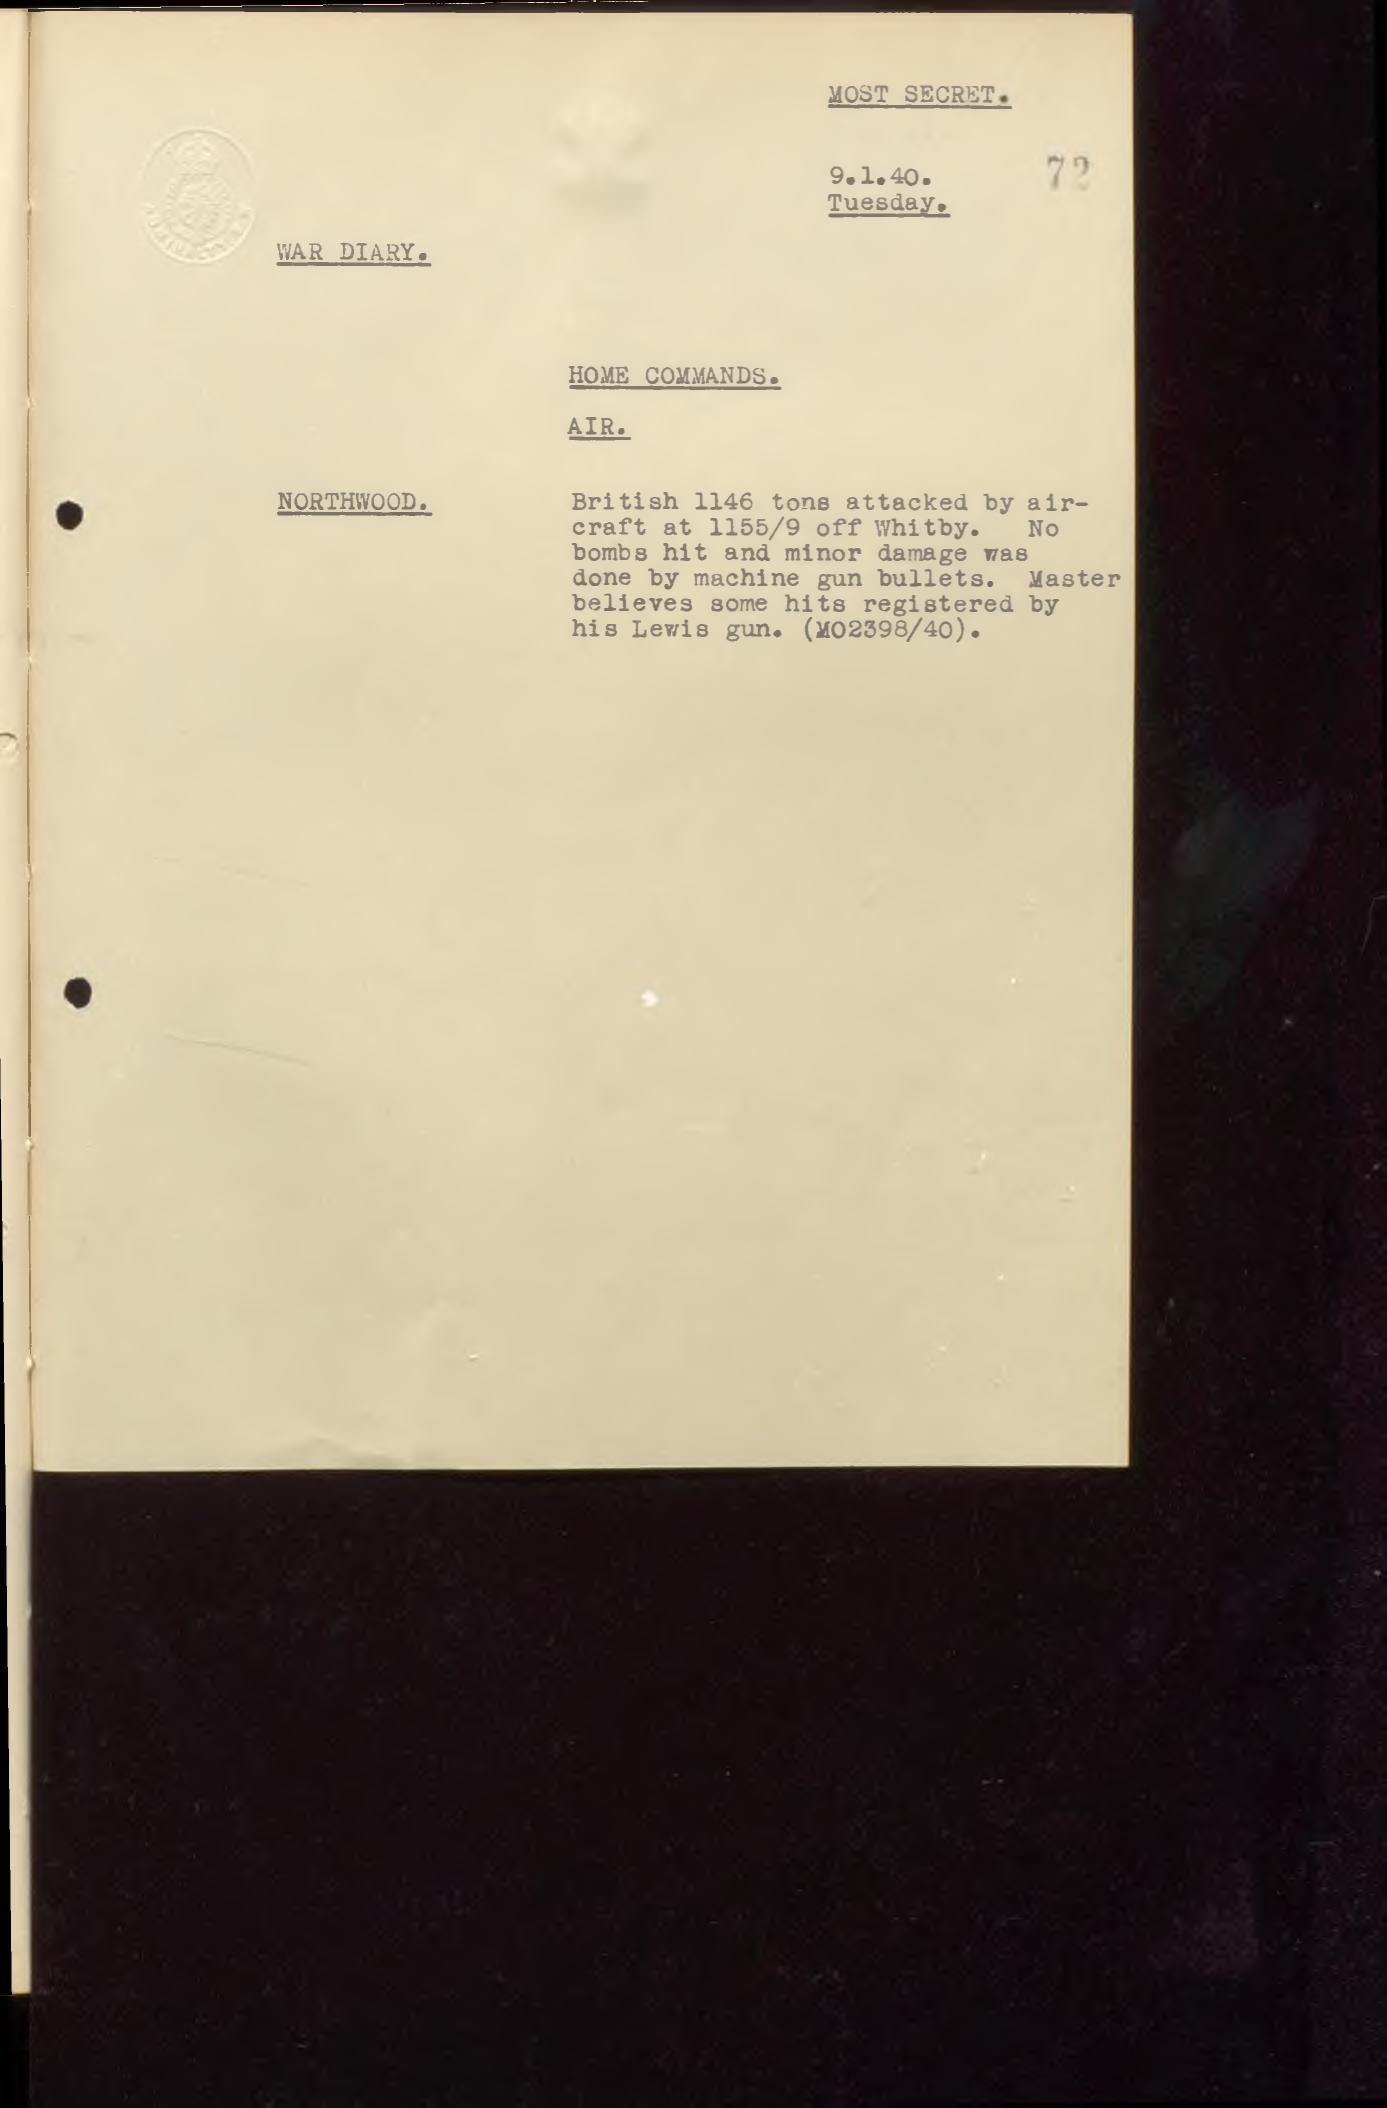 MOST SECRET.
72
9.1.40.
Tuesday.
WAR DIARY.
HOME COMMANDS.
AIR.
NORTHWOOD.
British 1146 tons attacked by air-
craft at 1155/9 off Whitby. No
bombs hit and minor damage was
done by machine gun bullets. Master
believes some hits registered by
his Lewis gun. (M02398/40).